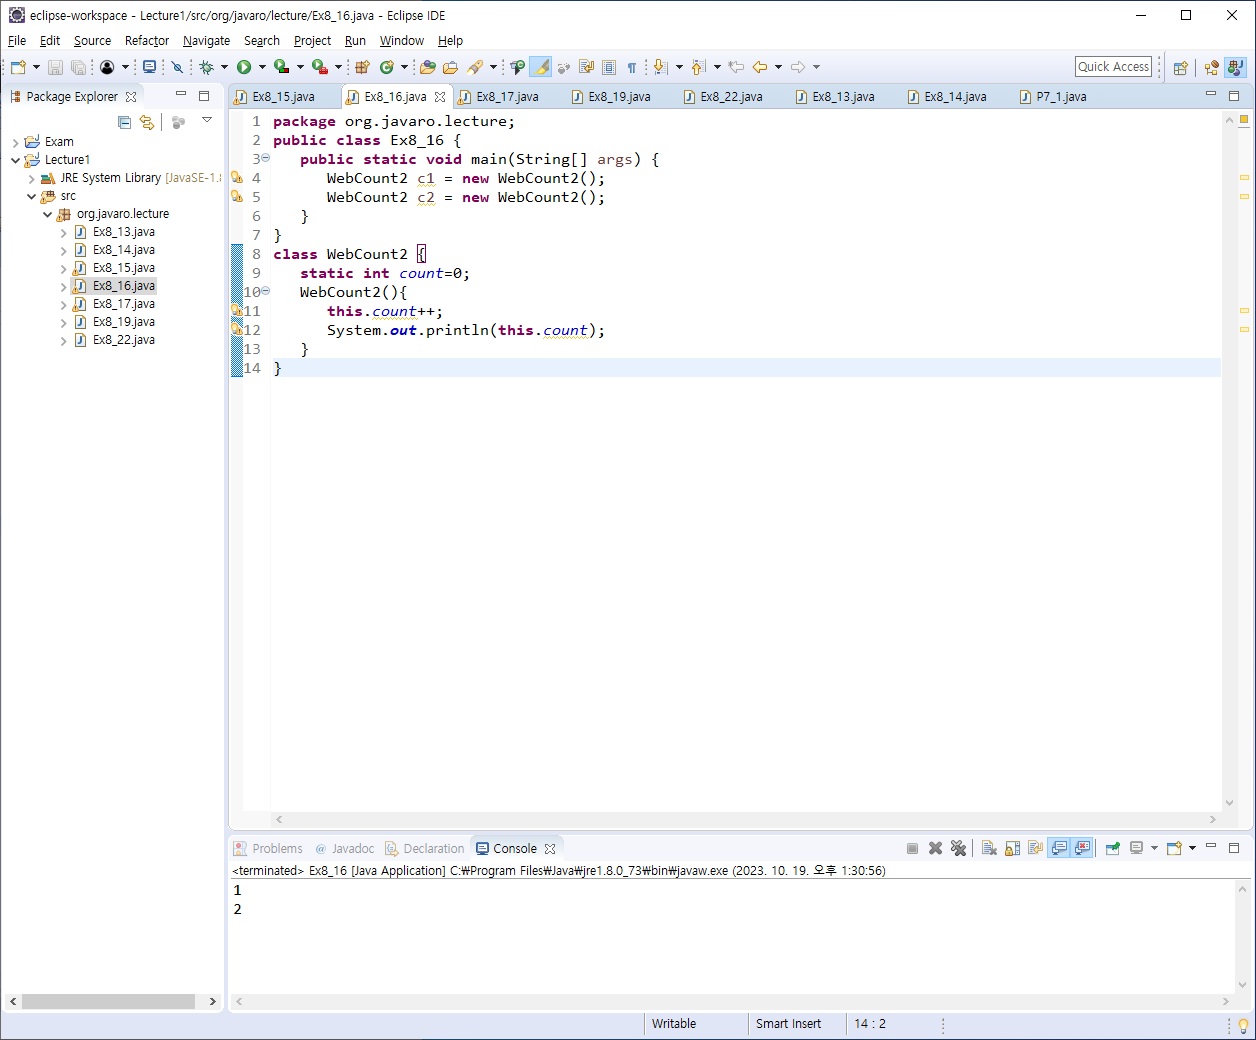 eclipse-workspace - Lecture1/src/org/javaro/lecture/Ex8_16.java - Eclipse IDE
File Edit Source Refactor Navigate Search Project Run Window Help
Quick Access
Package Explorer
Exam
Lecture1
JRE System Library [JavaSE-1.8
src
org.javaro.lecture
Ex8_13.java
Ex8_14.java
Ex8_15.java
Ex8_16.java
Ex8_17.java
Ex8_19.java
Ex8_22.java
Ex8_15.java Ex8_16.java Ex8_17.java Ex8_19.java Ex8_22.java Ex8_13.java Ex8_14.java P7_1.java
1 package org.javaro.lecture;
2 public class Ex8_16 {
3 public static void main(String[] args) {
4 WebCount2 c1 = new WebCount2();
5 WebCount2 c2 = new WebCount2();
6 }
7 }
8 class WebCount2 {
9 static int count=0;
10 WebCount2(){
11 this.count++;
12 System.out.println(this.count);
13 }
14 }
Problems @ Javadoc Declaration Console
<terminated> Ex8_16 [Java Application] C:₩Program Files₩Java₩jre1.8.0_73₩bin₩javaw.exe (2023. 10. 19. 오후 1:30:56)
1
2
Writable Smart Insert 14 : 2